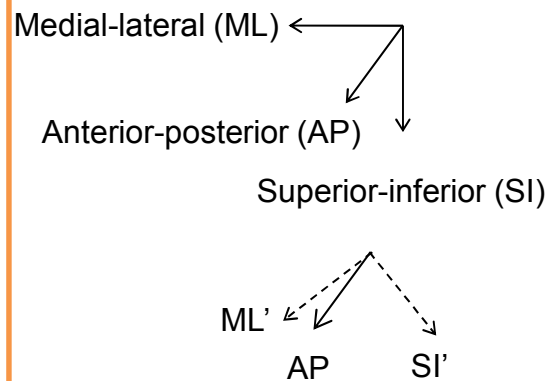 Medial-lateral (ML)
Anterior-posterior (AP)
Superior-inferior (SI)
ML’
AP
SI’